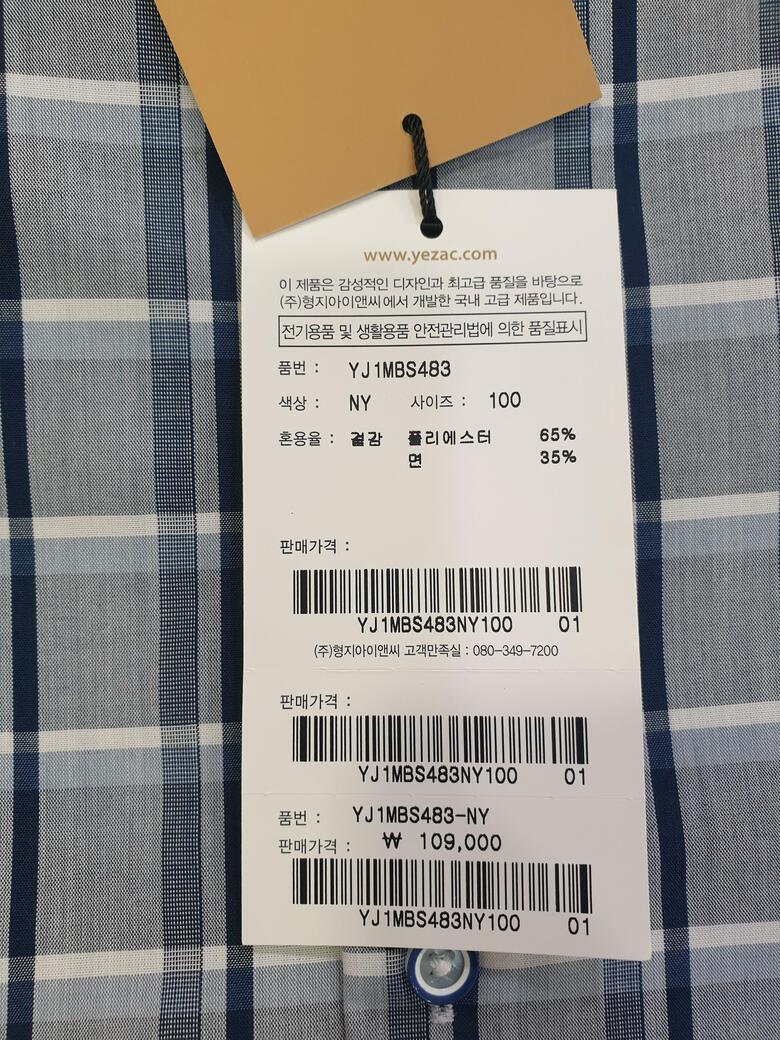 www.yezac.com
이 제품은 감성적인 디자인과 최고급 품질을 바탕으로
(주)형지아이앤씨에서 개발한 국내 고급 제품입니다.
전기용품 및 생활용품 안전관리법에 의한 품질표시
품번 : YJ1MBS483
색상 : NY 사이즈 : 100
혼용율 : 겉감 폴리에스터 65%
면 35%
판매가격 :
YJ1MBS483NY100 01
(주)형지아이앤씨 고객만족실 : 080-349-7200
판매가격 :
YJ1MBS483NY100 01
품번 : YJ1MBS483-NY
판매가격 : ₩ 109,000
YJ1MBS483NY100 01